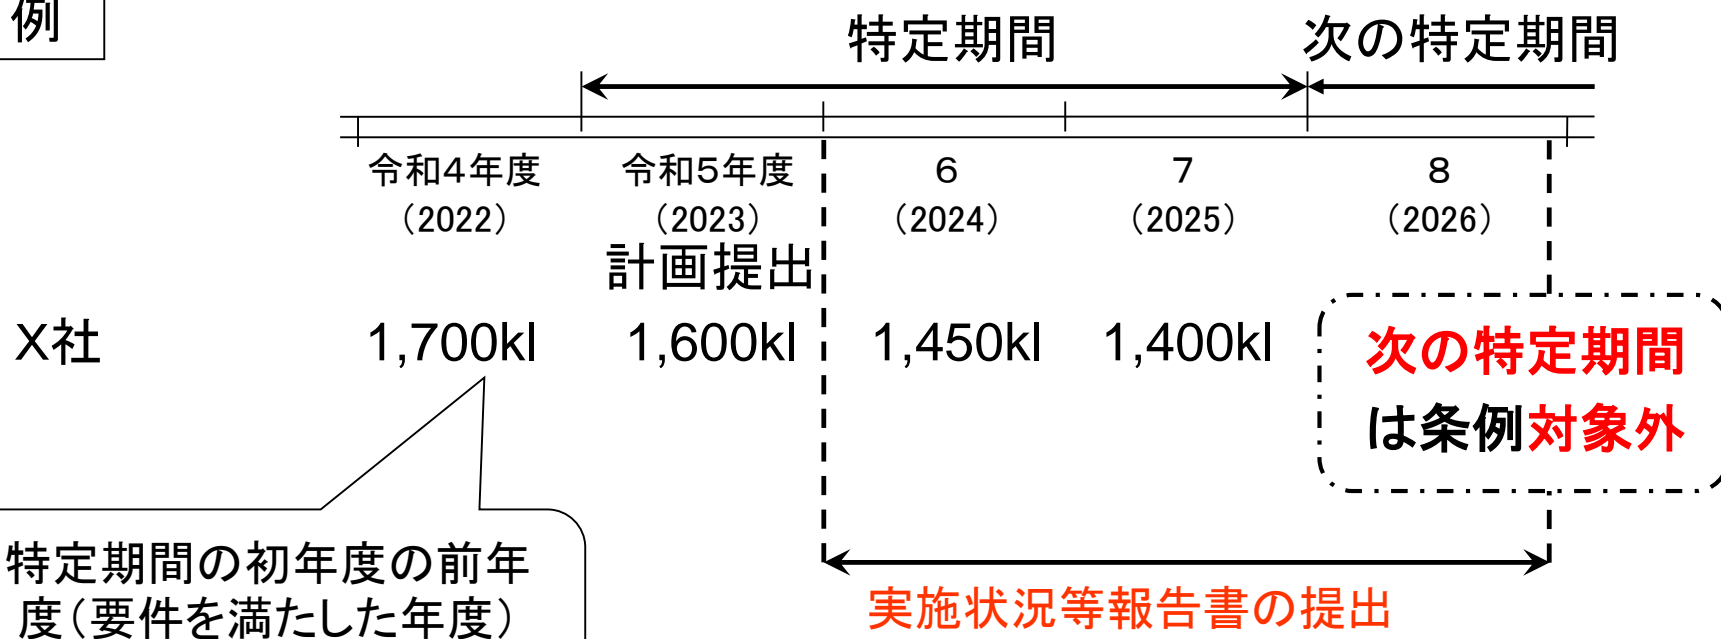 例
特定期間
次の特定期間
令和4年度
令和5年度
6
7
8
（2022）
（2023）
（2024）
（2025）
（2026）
計画提出
X社
1,700kl
1,600kl
1,450kl
1,400kl
次の特定期間
は条例対象外
特定期間の初年度の前年
度（要件を満たした年度）
実施状況等報告書の提出